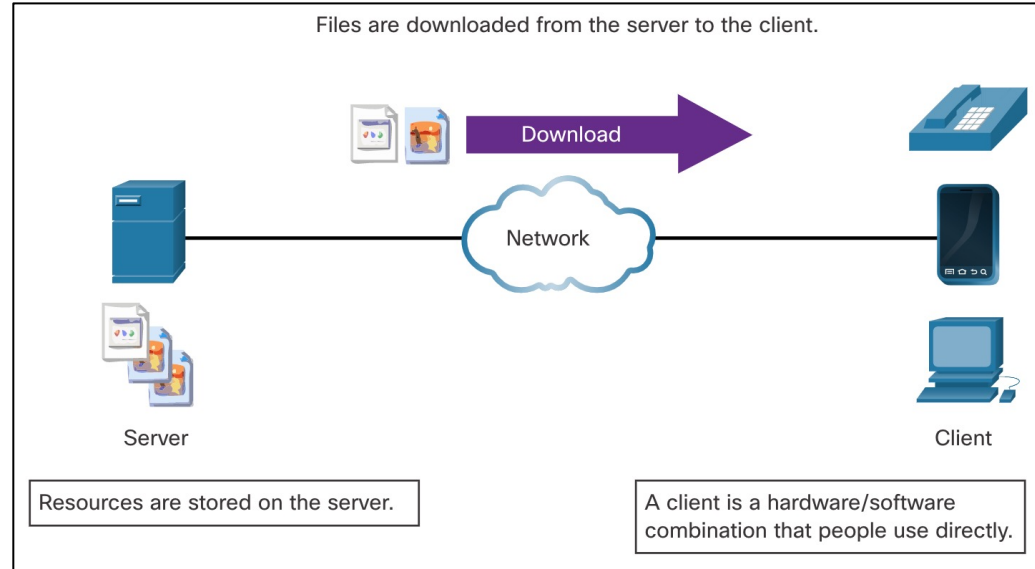 Files are downloaded from the server to the client.
Download
Network
Server
Client
Resources are stored on the server.
A client is a hardware/software
combination that people use directly.